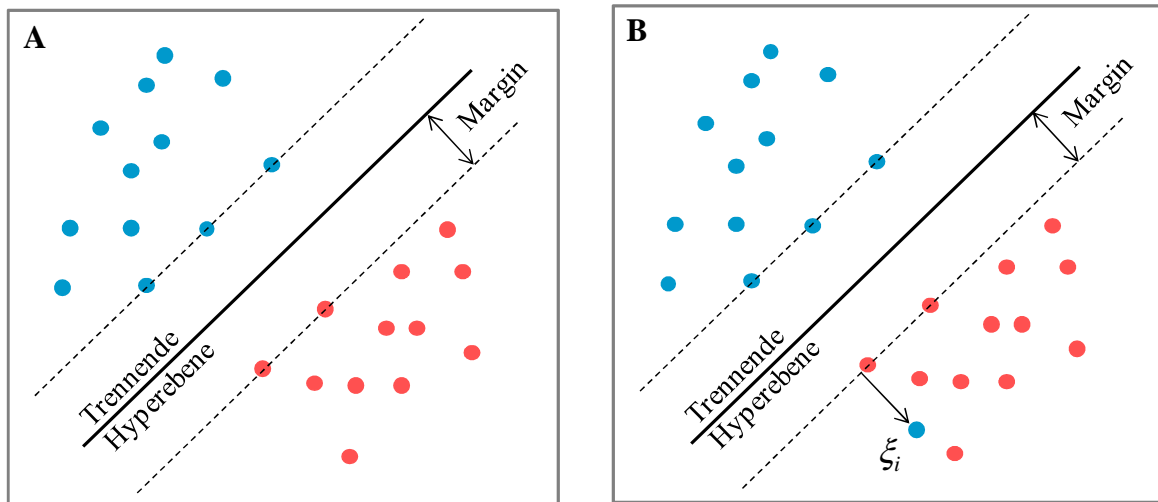 A
Margin
Trennende
Hyperebene
B
Margin
Trennende
Hyperebene
ξi